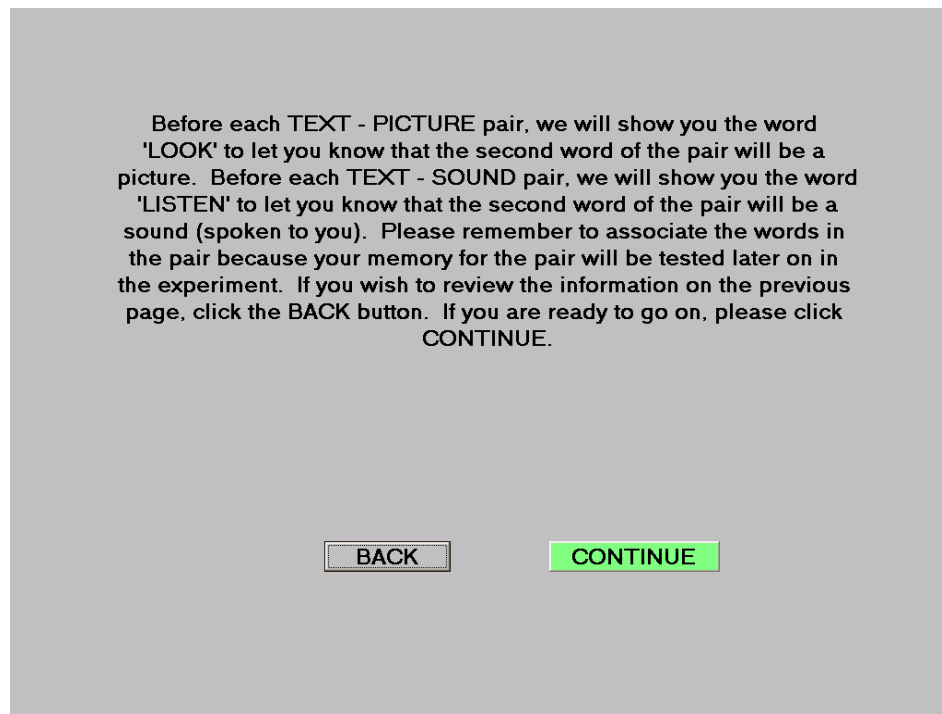 Before each TEXT - PICTURE pair, we will show you the word
'LOOK' to let you know that the second word of the pair will be a
picture.  Before each TEXT - SOUND pair, we will show you the word
'LISTEN' to let you know that the second word of the pair will be a
sound (spoken to you).  Please remember to associate the words in
the pair because your memory for the pair will be tested later on in
the experiment.  If you wish to review the information on the previous
page, click the BACK button.  If you are ready to go on, please click
CONTINUE.
BACK
CONTINUE